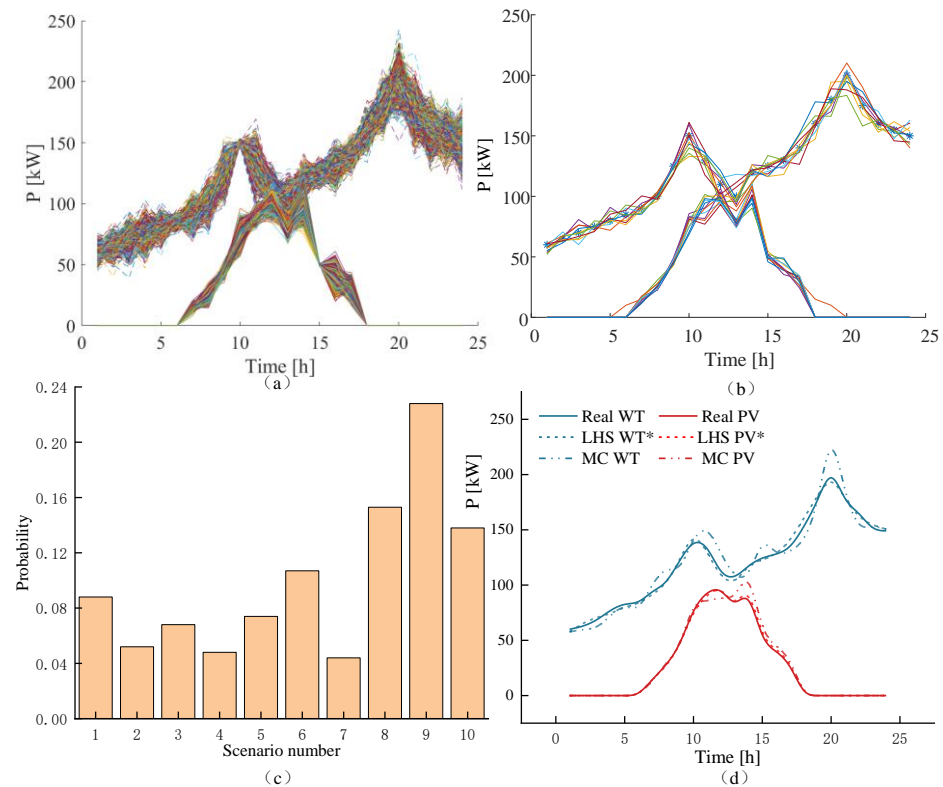 250
200
150
100
50
0
P [kW]
0 5 10 15 20 25
Time [h]
(a)
250
200
150
100
50
0
P [kW]
0 5 10 15 20 25
Time [h]
(b)
0.24
0.20
0.16
0.12
0.08
0.04
0.00
Probability
1 2 3 4 5 6 7 8 9 10
Scenario number
(c)
Real WT Real PV
LHS WT* LHS PV*
MC WT MC PV
250
200
150
100
50
0
P [kW]
0 5 10 15 20 25
Time [h]
(d)